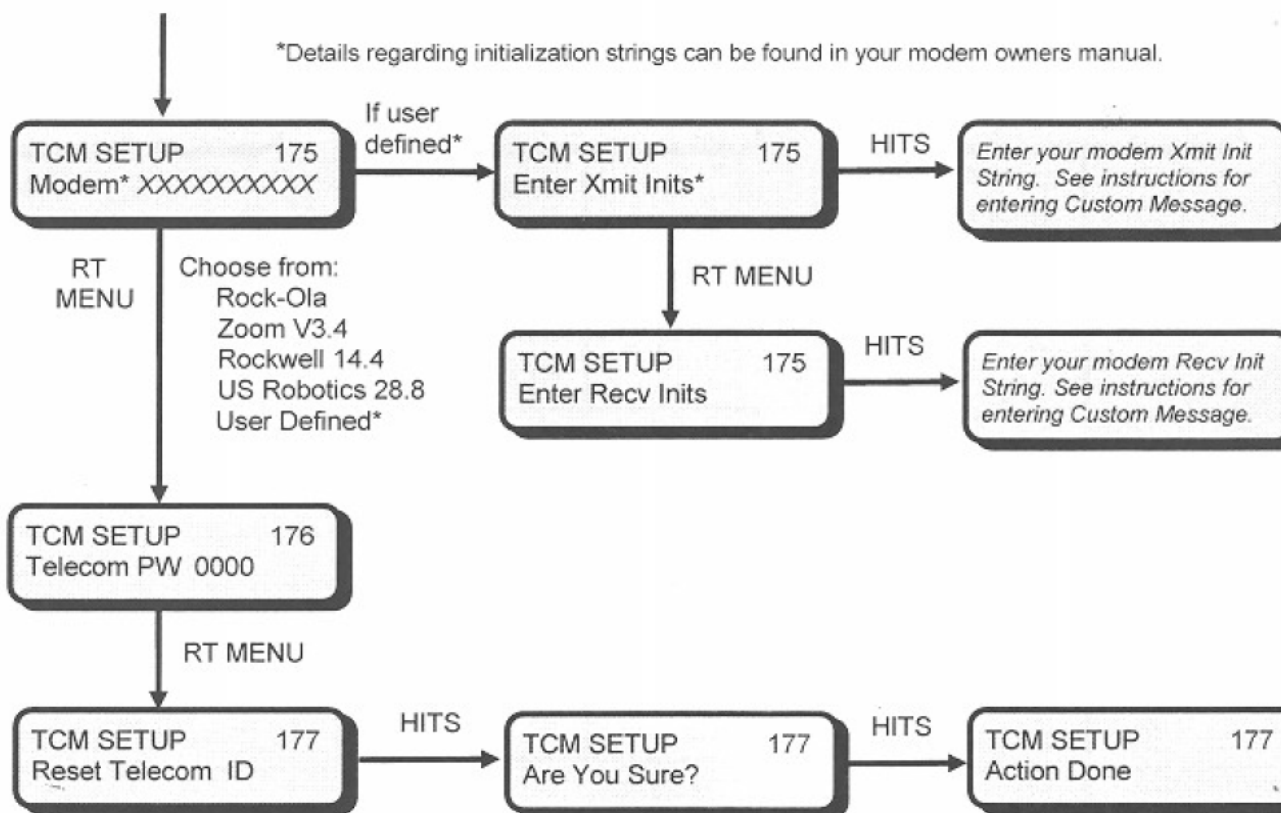 *Details regarding initialization strings can be found in your modem owners manual.
TCM SETUP 175
Modem* XXXXXXXXXX
If user
defined*
TCM SETUP 175
Enter Xmit Inits*
HITS
Enter your modem Xmit Init
String. See instructions for
entering Custom Message.
RT
MENU
Choose from:
Rock-Ola
Zoom V3.4
Rockwell 14.4
US Robotics 28.8
User Defined*
RT MENU
TCM SETUP 175
Enter Recv Inits
HITS
Enter your modem Recv Init
String. See instructions for
entering Custom Message.
TCM SETUP 176
Telecom PW 0000
RT MENU
TCM SETUP 177
Reset Telecom ID
HITS
TCM SETUP 177
Are You Sure?
HITS
TCM SETUP 177
Action Done